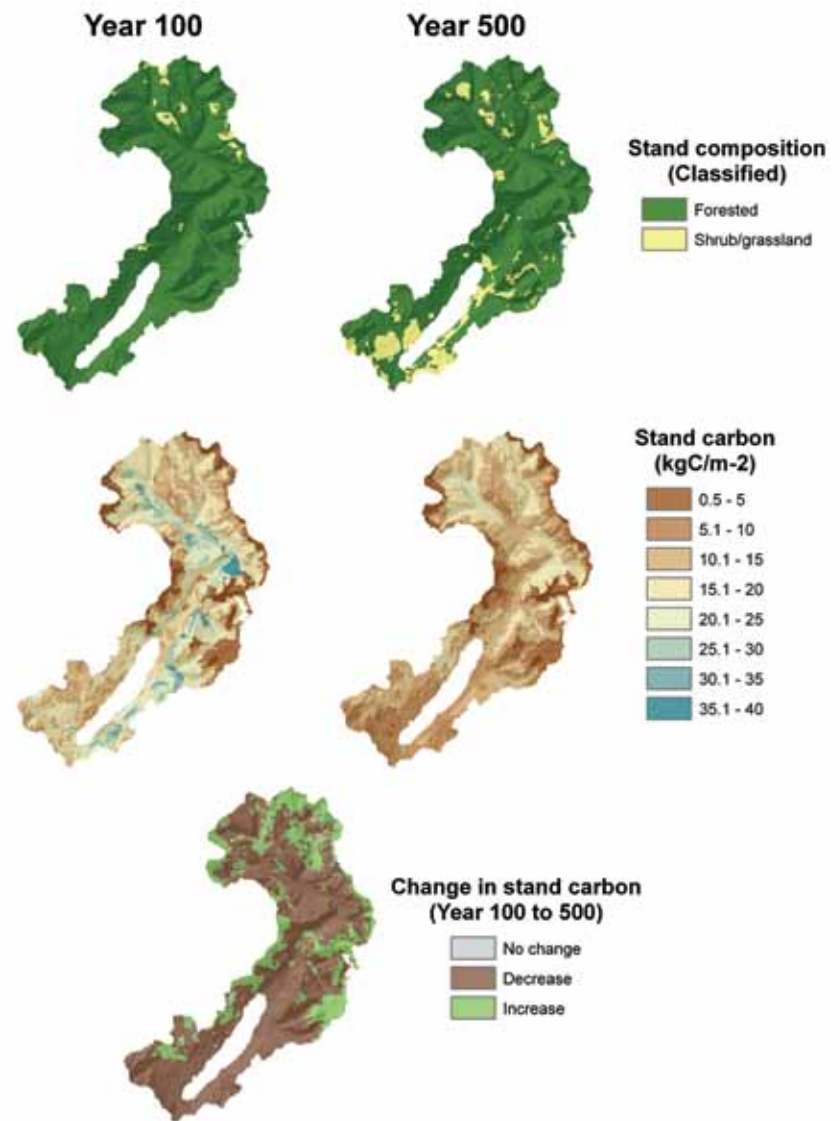 Year 100
Year 500
Stand composition
(Classified)
Forested
Shrub/grassland
Stand carbon
(kgC/m-2)
0.5 - 5
5.1 - 10
10.1 - 15
15.1 - 20
20.1 - 25
25.1 - 30
30.1 - 35
35.1 - 40
Change in stand carbon
(Year 100 to 500)
No change
Decrease
Increase